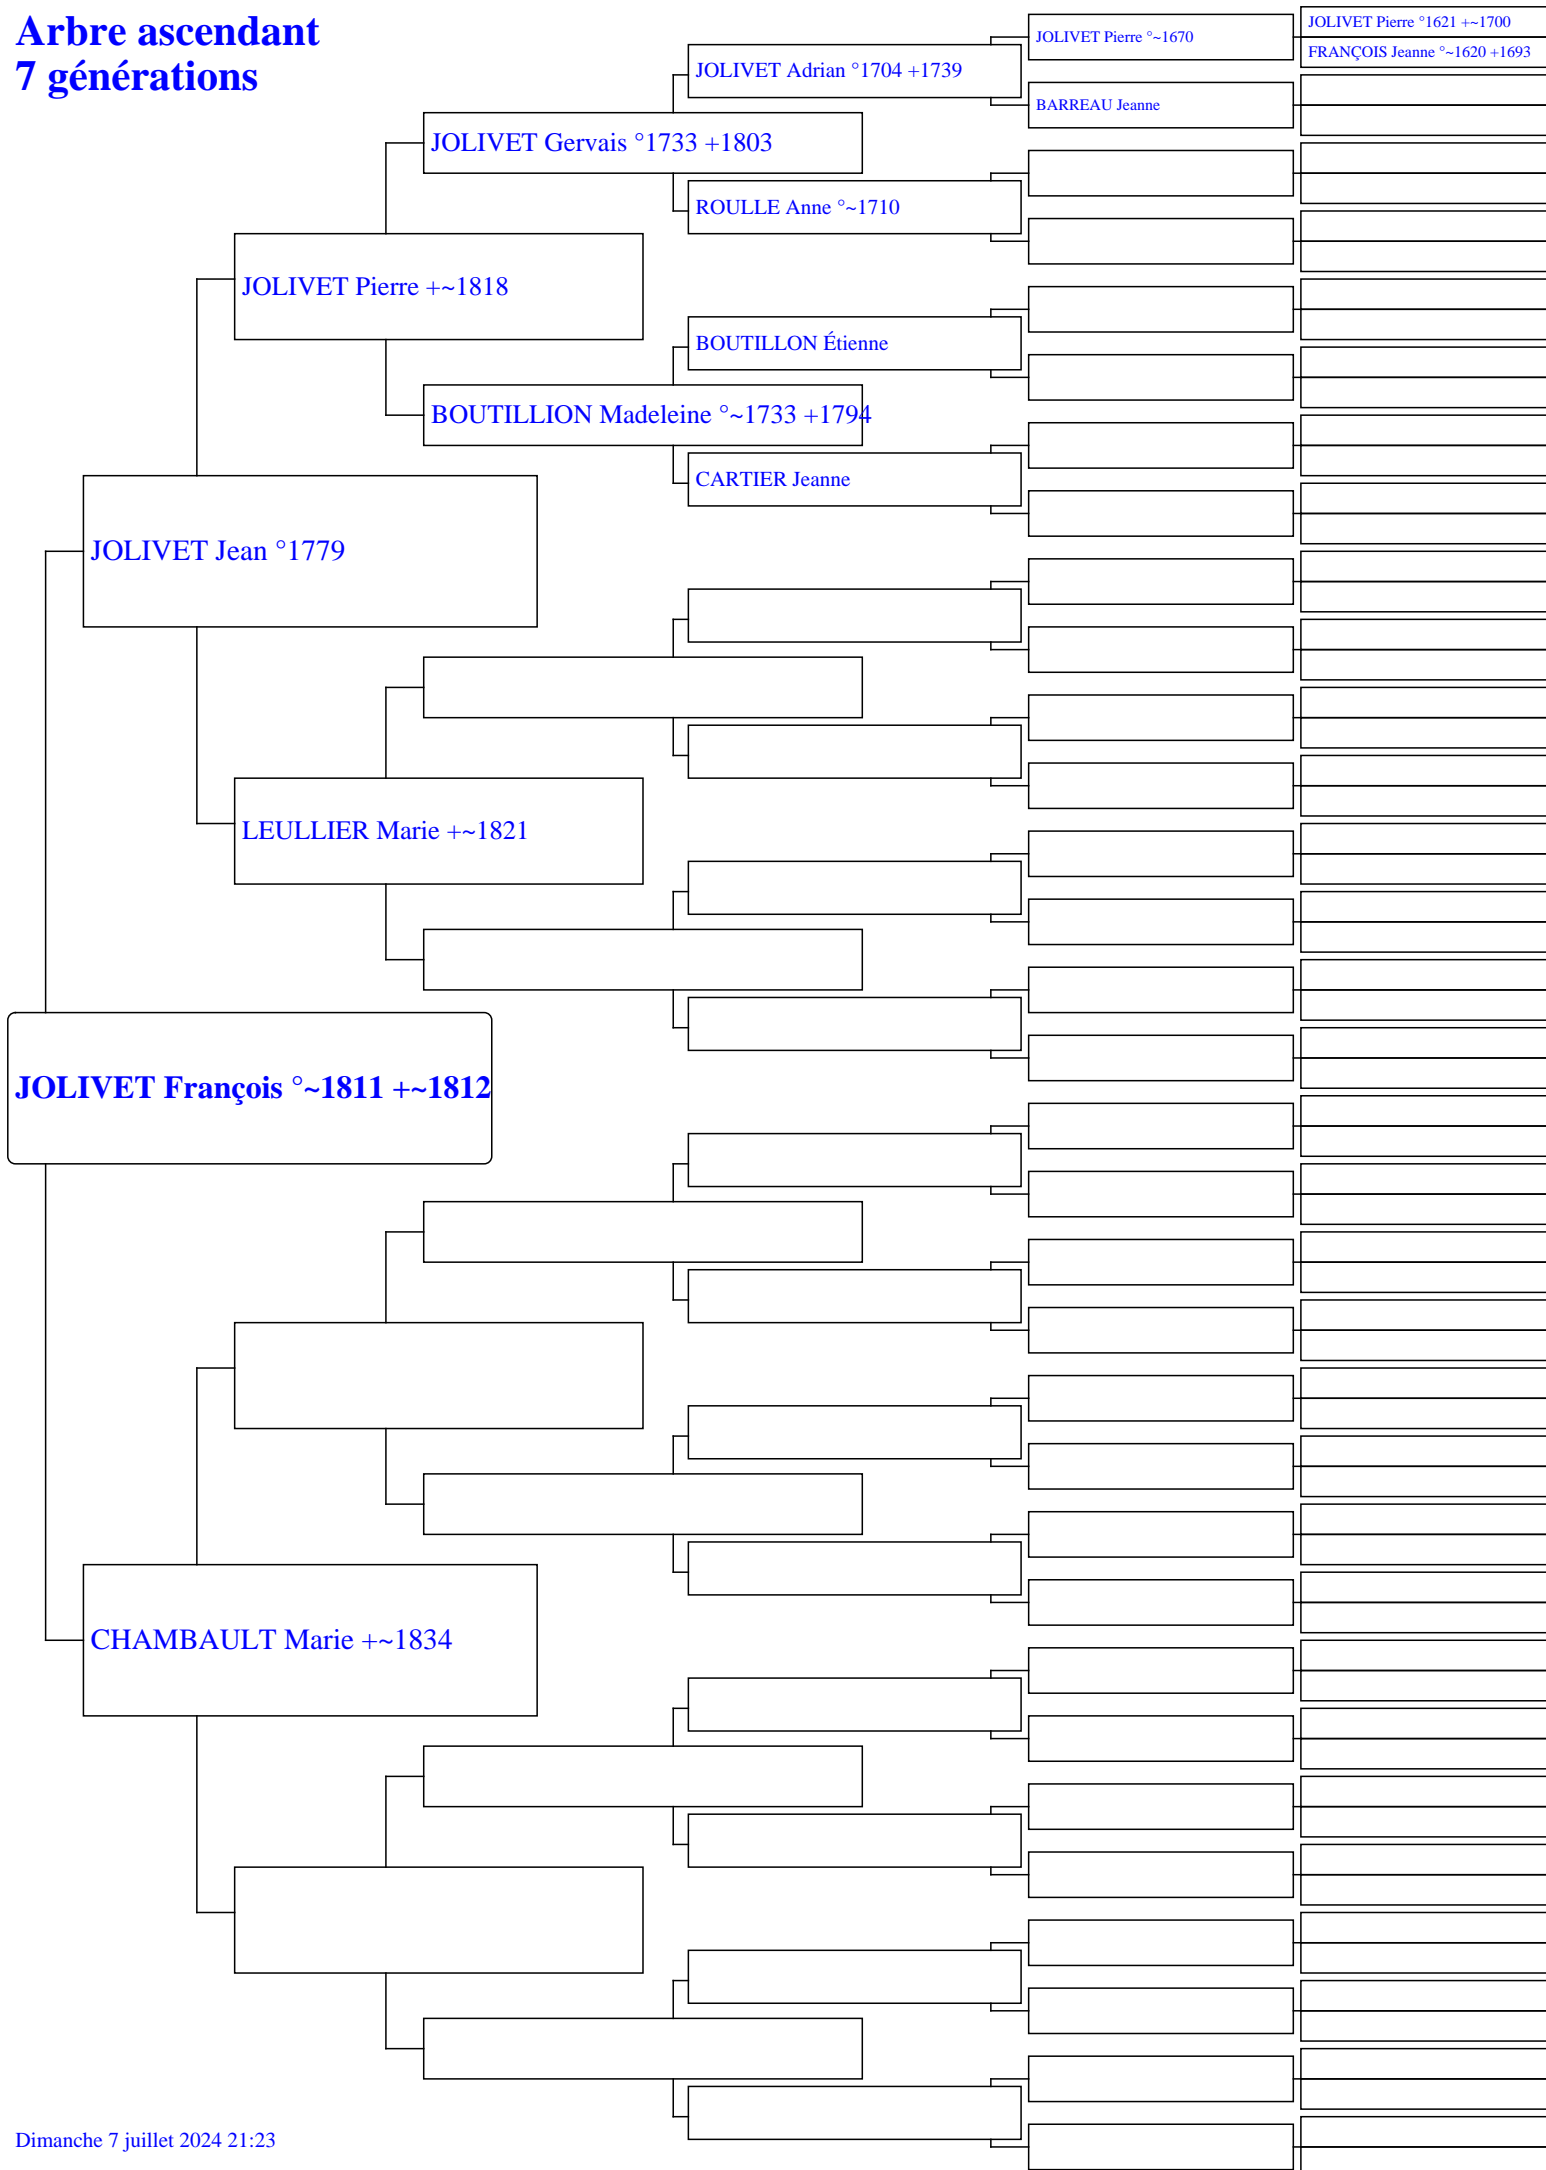 Arbre ascendant
7 générations
JOLIVET Pierre °1621 +~1700
JOLIVET Pierre °~1670
FRANÇOIS Jeanne °~1620 +1693
JOLIVET Adrian °1704 +1739
BARREAU Jeanne
JOLIVET Gervais °1733 +1803
ROULLE Anne °~1710
JOLIVET Pierre +~1818
BOUTILLON Étienne
BOUTILLION Madeleine °~1733 +1794
CARTIER Jeanne
JOLIVET Jean °1779
LEULLIER Marie +~1821
JOLIVET François °~1811 +~1812
CHAMBAULT Marie +~1834
Dimanche 7 juillet 2024 21:23